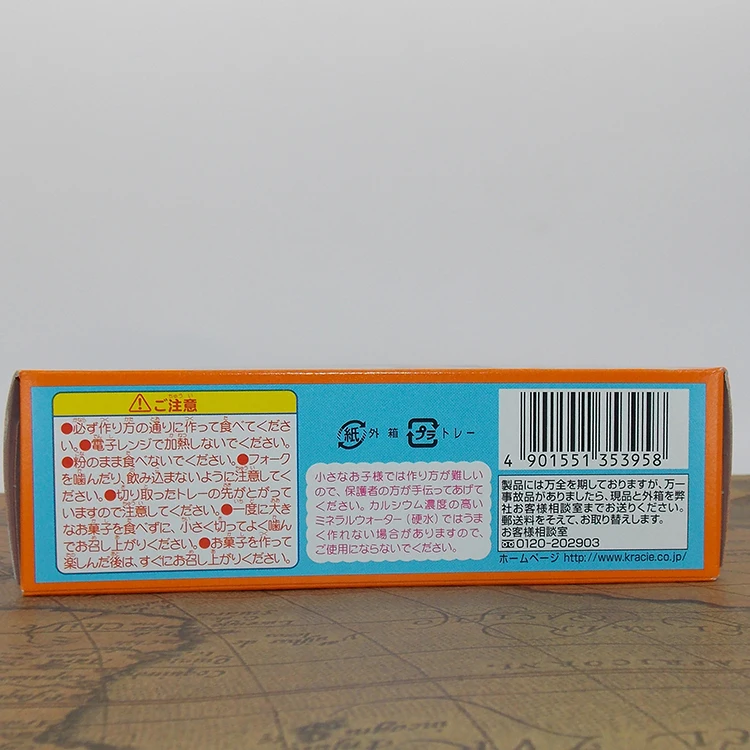 ご注意
●必ず作り方の通りに作って食べてくださ
い。●電子レンジで加熱しないでください。
●粉のまま食べないでください。●フォーク
を噛んだり、飲み込まないように注意してく
ださい。●切り取ったトレーの先がとがって
いますので注意してください。●一度に大き
なお菓子を食べずに、小さく切ってよく噛ん
でお召し上がりください。●お菓子を作って
楽しんだ後は、すぐにお召し上がりください。
紙 外箱 プラ トレー
小さなお子様では作り方が難しい
ので、保護者の方が手伝ってあげて
ください。カルシウム濃度の高い
ミネラルウォーター(硬水)ではうま
く作れない場合がありますので、
ご使用にならないでください。
4 901551 353958
製品には万全を期しておりますが、万一
事故品がありましたら、現品と外箱を弊
社お客様相談室までお送りください。
郵送料をそえて、お取り替えします。
お客様相談室
0120-202903
ホームページ http://www.kracie.co.jp/